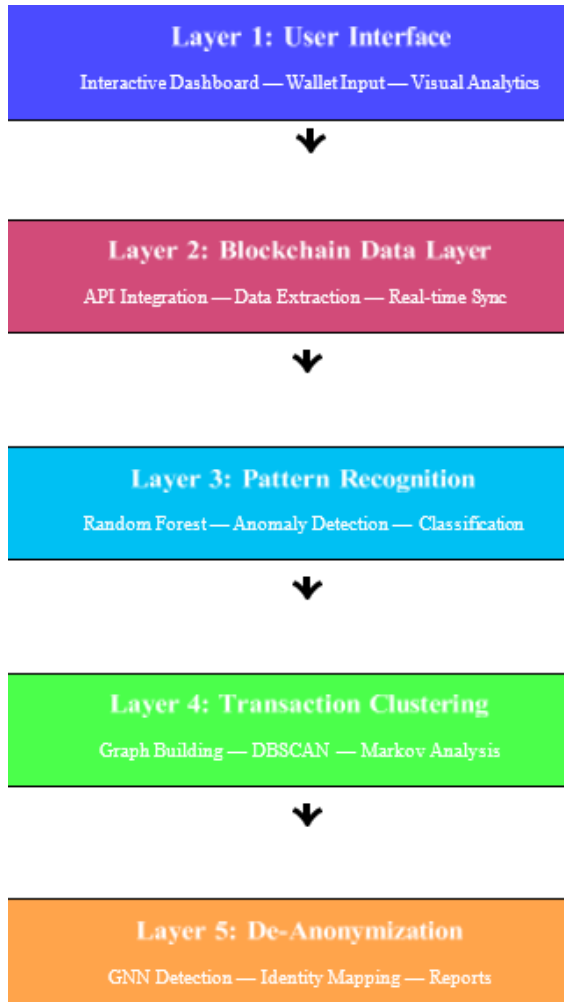 Layer 1: User Interface
Interactive Dashboard — Wallet Input — Visual Analytics
Layer 2: Blockchain Data Layer
API Integration — Data Extraction — Real-time Sync
Layer 3: Pattern Recognition
Random Forest — Anomaly Detection — Classification
Layer 4: Transaction Clustering
Graph Building — DBSCAN — Markov Analysis
Layer 5: De-Anonymization
GNN Detection — Identity Mapping — Reports